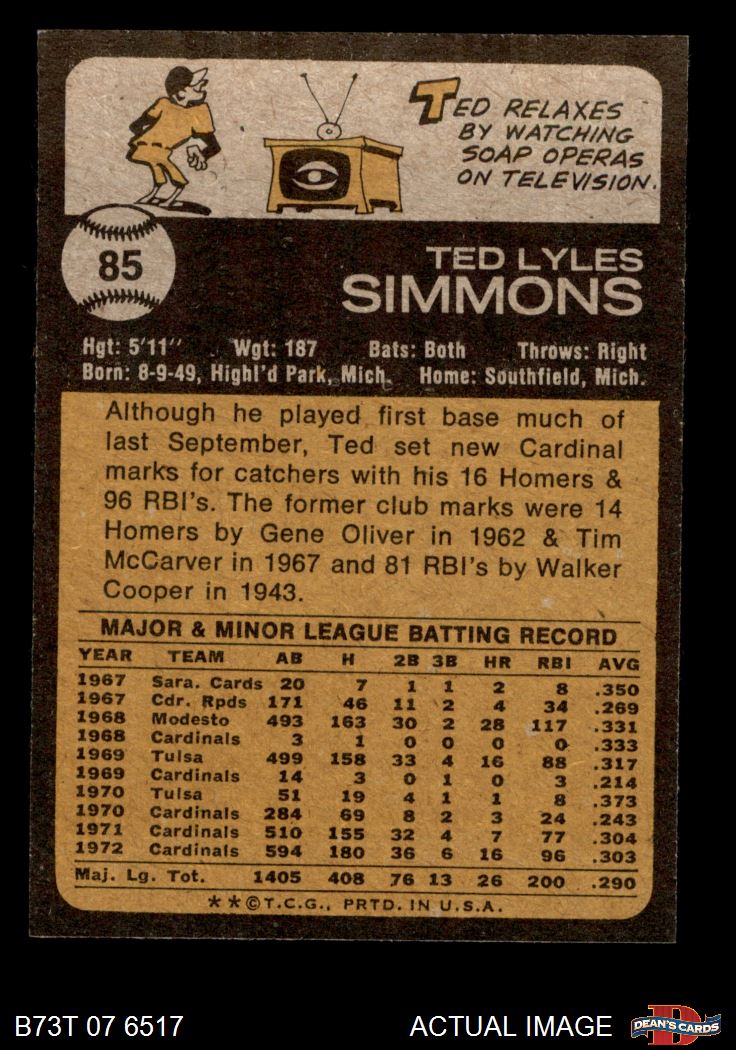 TED RELAXES
BY WATCHING
SOAP OPERAS
ON TELEVISION.
85
TED LYLES
SIMMONS
Hgt: 5'11" Wgt: 187 Bats: Both Throws: Right
Born: 8-9-49, Highl'd Park, Mich. Home: Southfield, Mich.
Although he played first base much of
last September, Ted set new Cardinal
marks for catchers with his 16 Homers &
96 RBI's. The former club marks were 14
Homers by Gene Oliver in 1962 & Tim
McCarver in 1967 and 81 RBI's by Walker
Cooper in 1943.
MAJOR & MINOR LEAGUE BATTING RECORD
YEAR TEAM AB H 2B 3B HR RBI AVG
1967 Sara. Cards 20 7 1 1 2 8 .350
1967 Cdr. Rpds 171 46 11 2 4 34 .269
1968 Modesto 493 163 30 2 28 117 .331
1968 Cardinals 3 1 0 0 0 0 .333
1969 Tulsa 499 158 33 4 16 88 .317
1969 Cardinals 14 3 0 1 0 3 .214
1970 Tulsa 51 19 4 1 1 8 .373
1970 Cardinals 284 69 8 2 3 24 .243
1971 Cardinals 510 155 32 4 7 77 .304
1972 Cardinals 594 180 36 6 16 96 .303
Maj. Lg. Tot. 1405 408 76 13 26 200 .290
**©T.C.G., PRTD. IN U.S.A.
B73T 07 6517 ACTUAL IMAGE DEAN'S CARDS